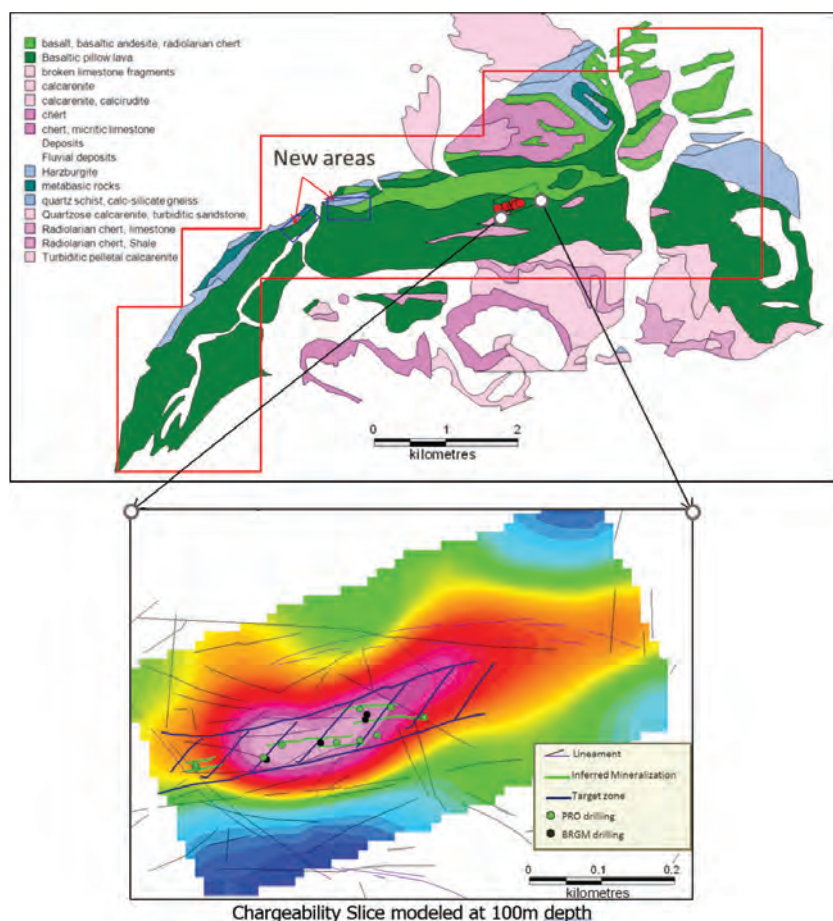 basalt, basaltic andesite, radiolarian chert
Basaltic pillow lava
broken limestone fragments
calcarenite
calcarenite, calcirudite
chert
chert, micritic limestone
Deposits
Fluvial deposits
Harzburgite
metabasic rocks
quartz schist, calc-silicate gneiss
Quartzose calcarenite, turbiditic sandstone,
Radiolarian chert, limestone
Radiolarian chert, Shale
Turbiditic pelletal calcarenite
New areas
0 1 2
kilometres
Lineament
Inferred Mineralization
Target zone
PRO drilling
BRGM drilling
0 0.1 0.2
kilometres
Chargeability Slice modeled at 100m depth